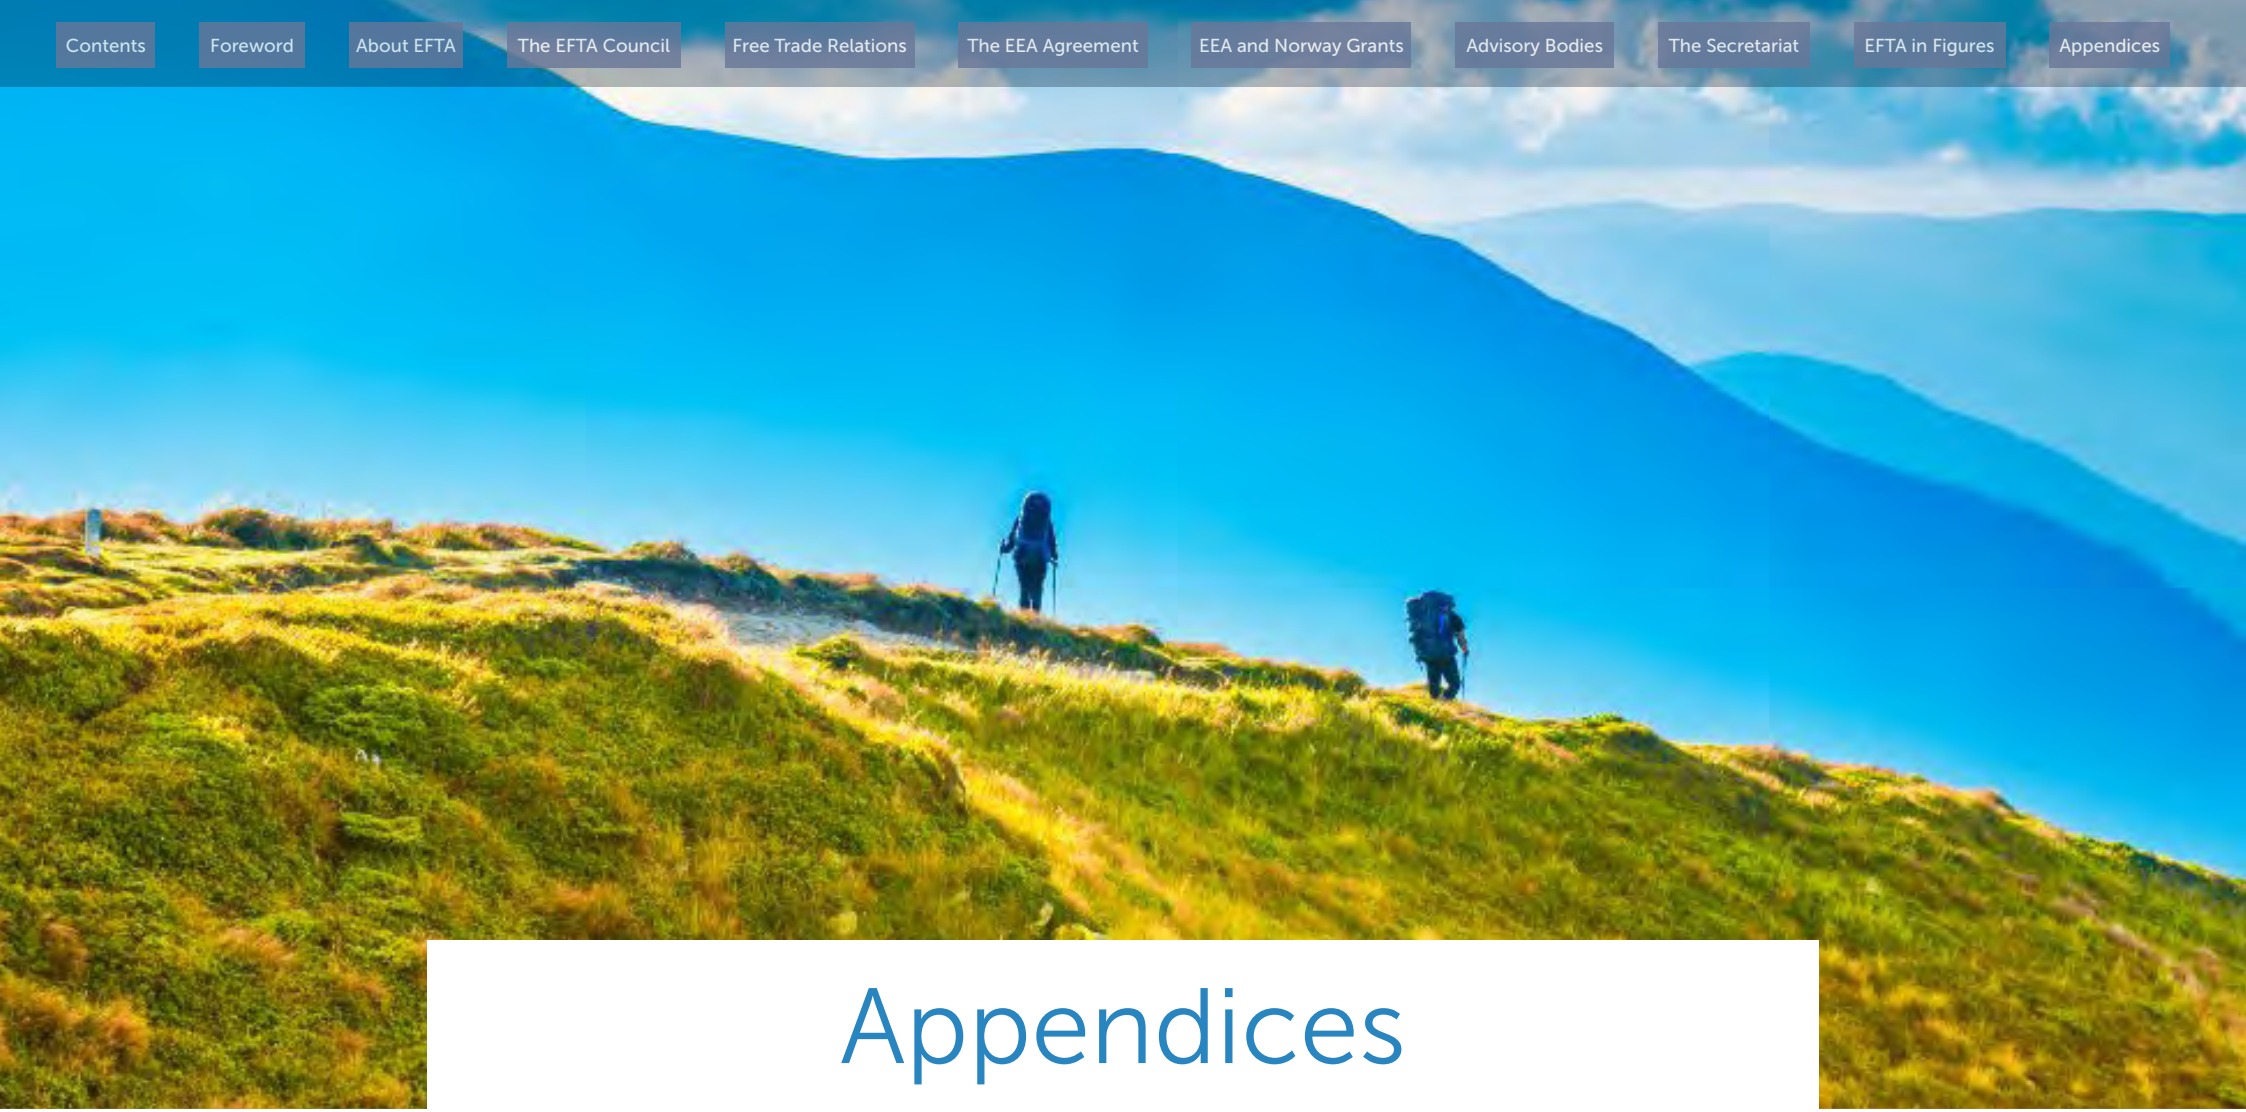 Contents Foreword About EFTA The EFTA Council Free Trade Relations The EEA Agreement EEA and Norway Grants Advisory Bodies The Secretariat EFTA in Figures Appendices
Appendices